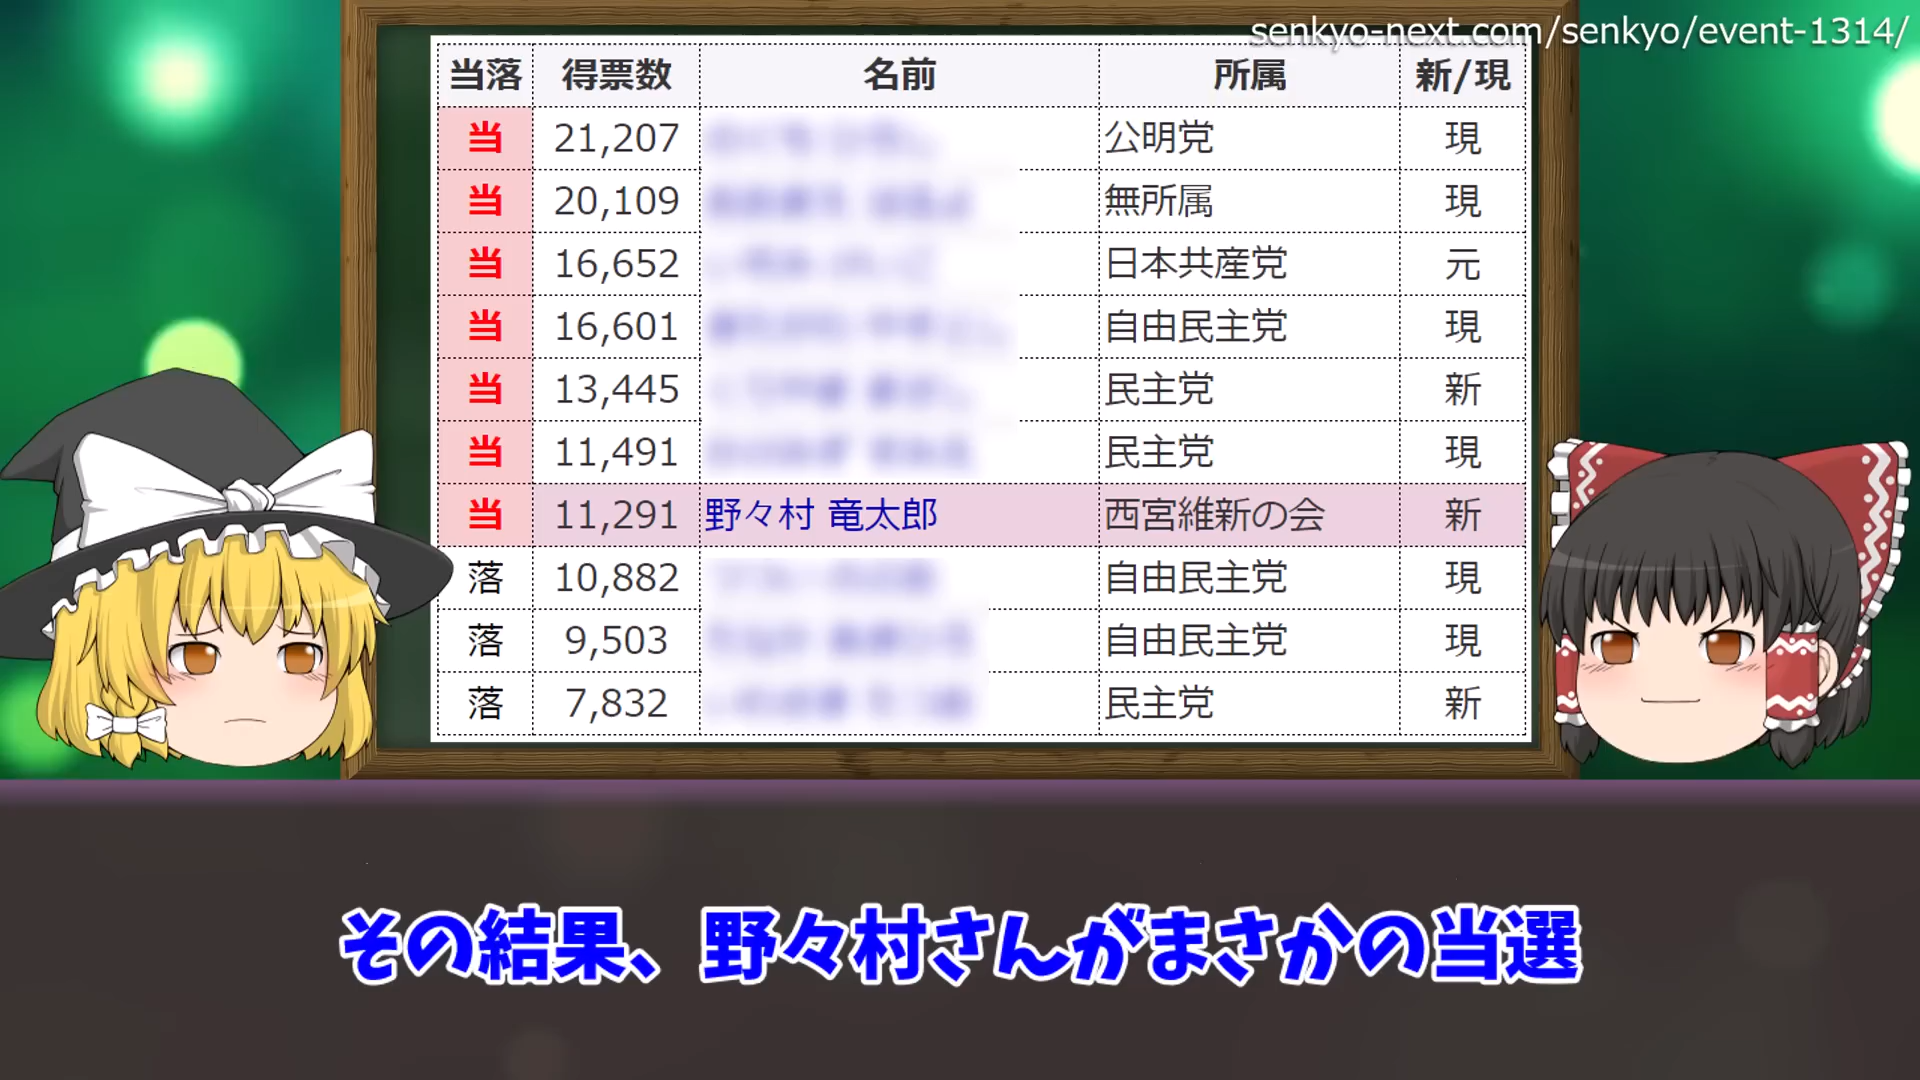 senkyo-next.com/senkyo/event-1314/
当落 得票数 名前 所属 新/現
当 21,207 公明党 現
当 20,109 無所属 現
当 16,652 日本共産党 元
当 16,601 自由民主党 現
当 13,445 民主党 新
当 11,491 民主党 現
当 11,291 野々村 竜太郎 西宮維新の会 新
落 10,882 自由民主党 現
落 9,503 自由民主党 現
落 7,832 民主党 新
その結果、野々村さんがまさかの当選